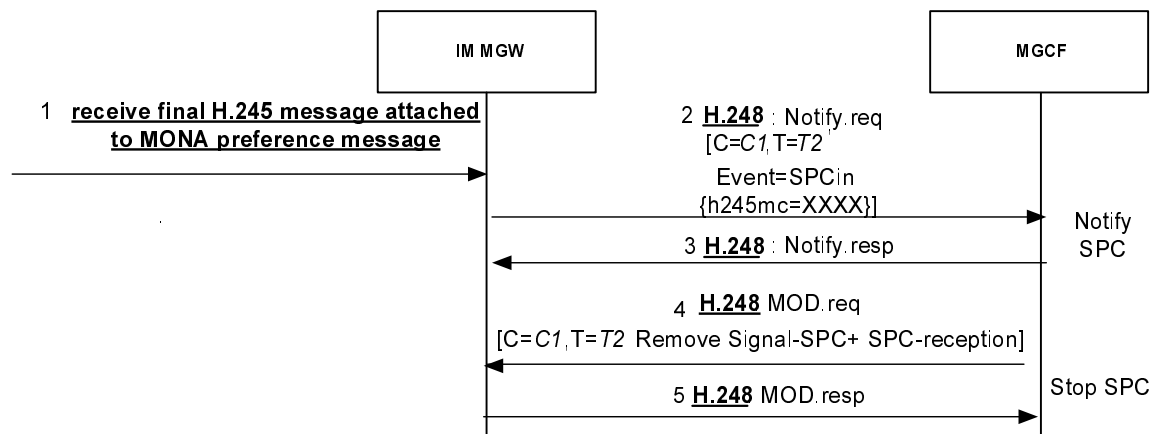 IM MGW
MGCF
1 receive final H.245 message attached
to MONA preference message
2 H.248 : Notify.req
[C=C1,T=T2
Event=SPCin
{h245mc=XXXX}]
Notify
SPC
3 H.248 : Notify.resp
4 H.248 MOD.req
[C=C1,T=T2 Remove Signal-SPC+ SPC-reception]
Stop SPC
5 H.248 MOD.resp